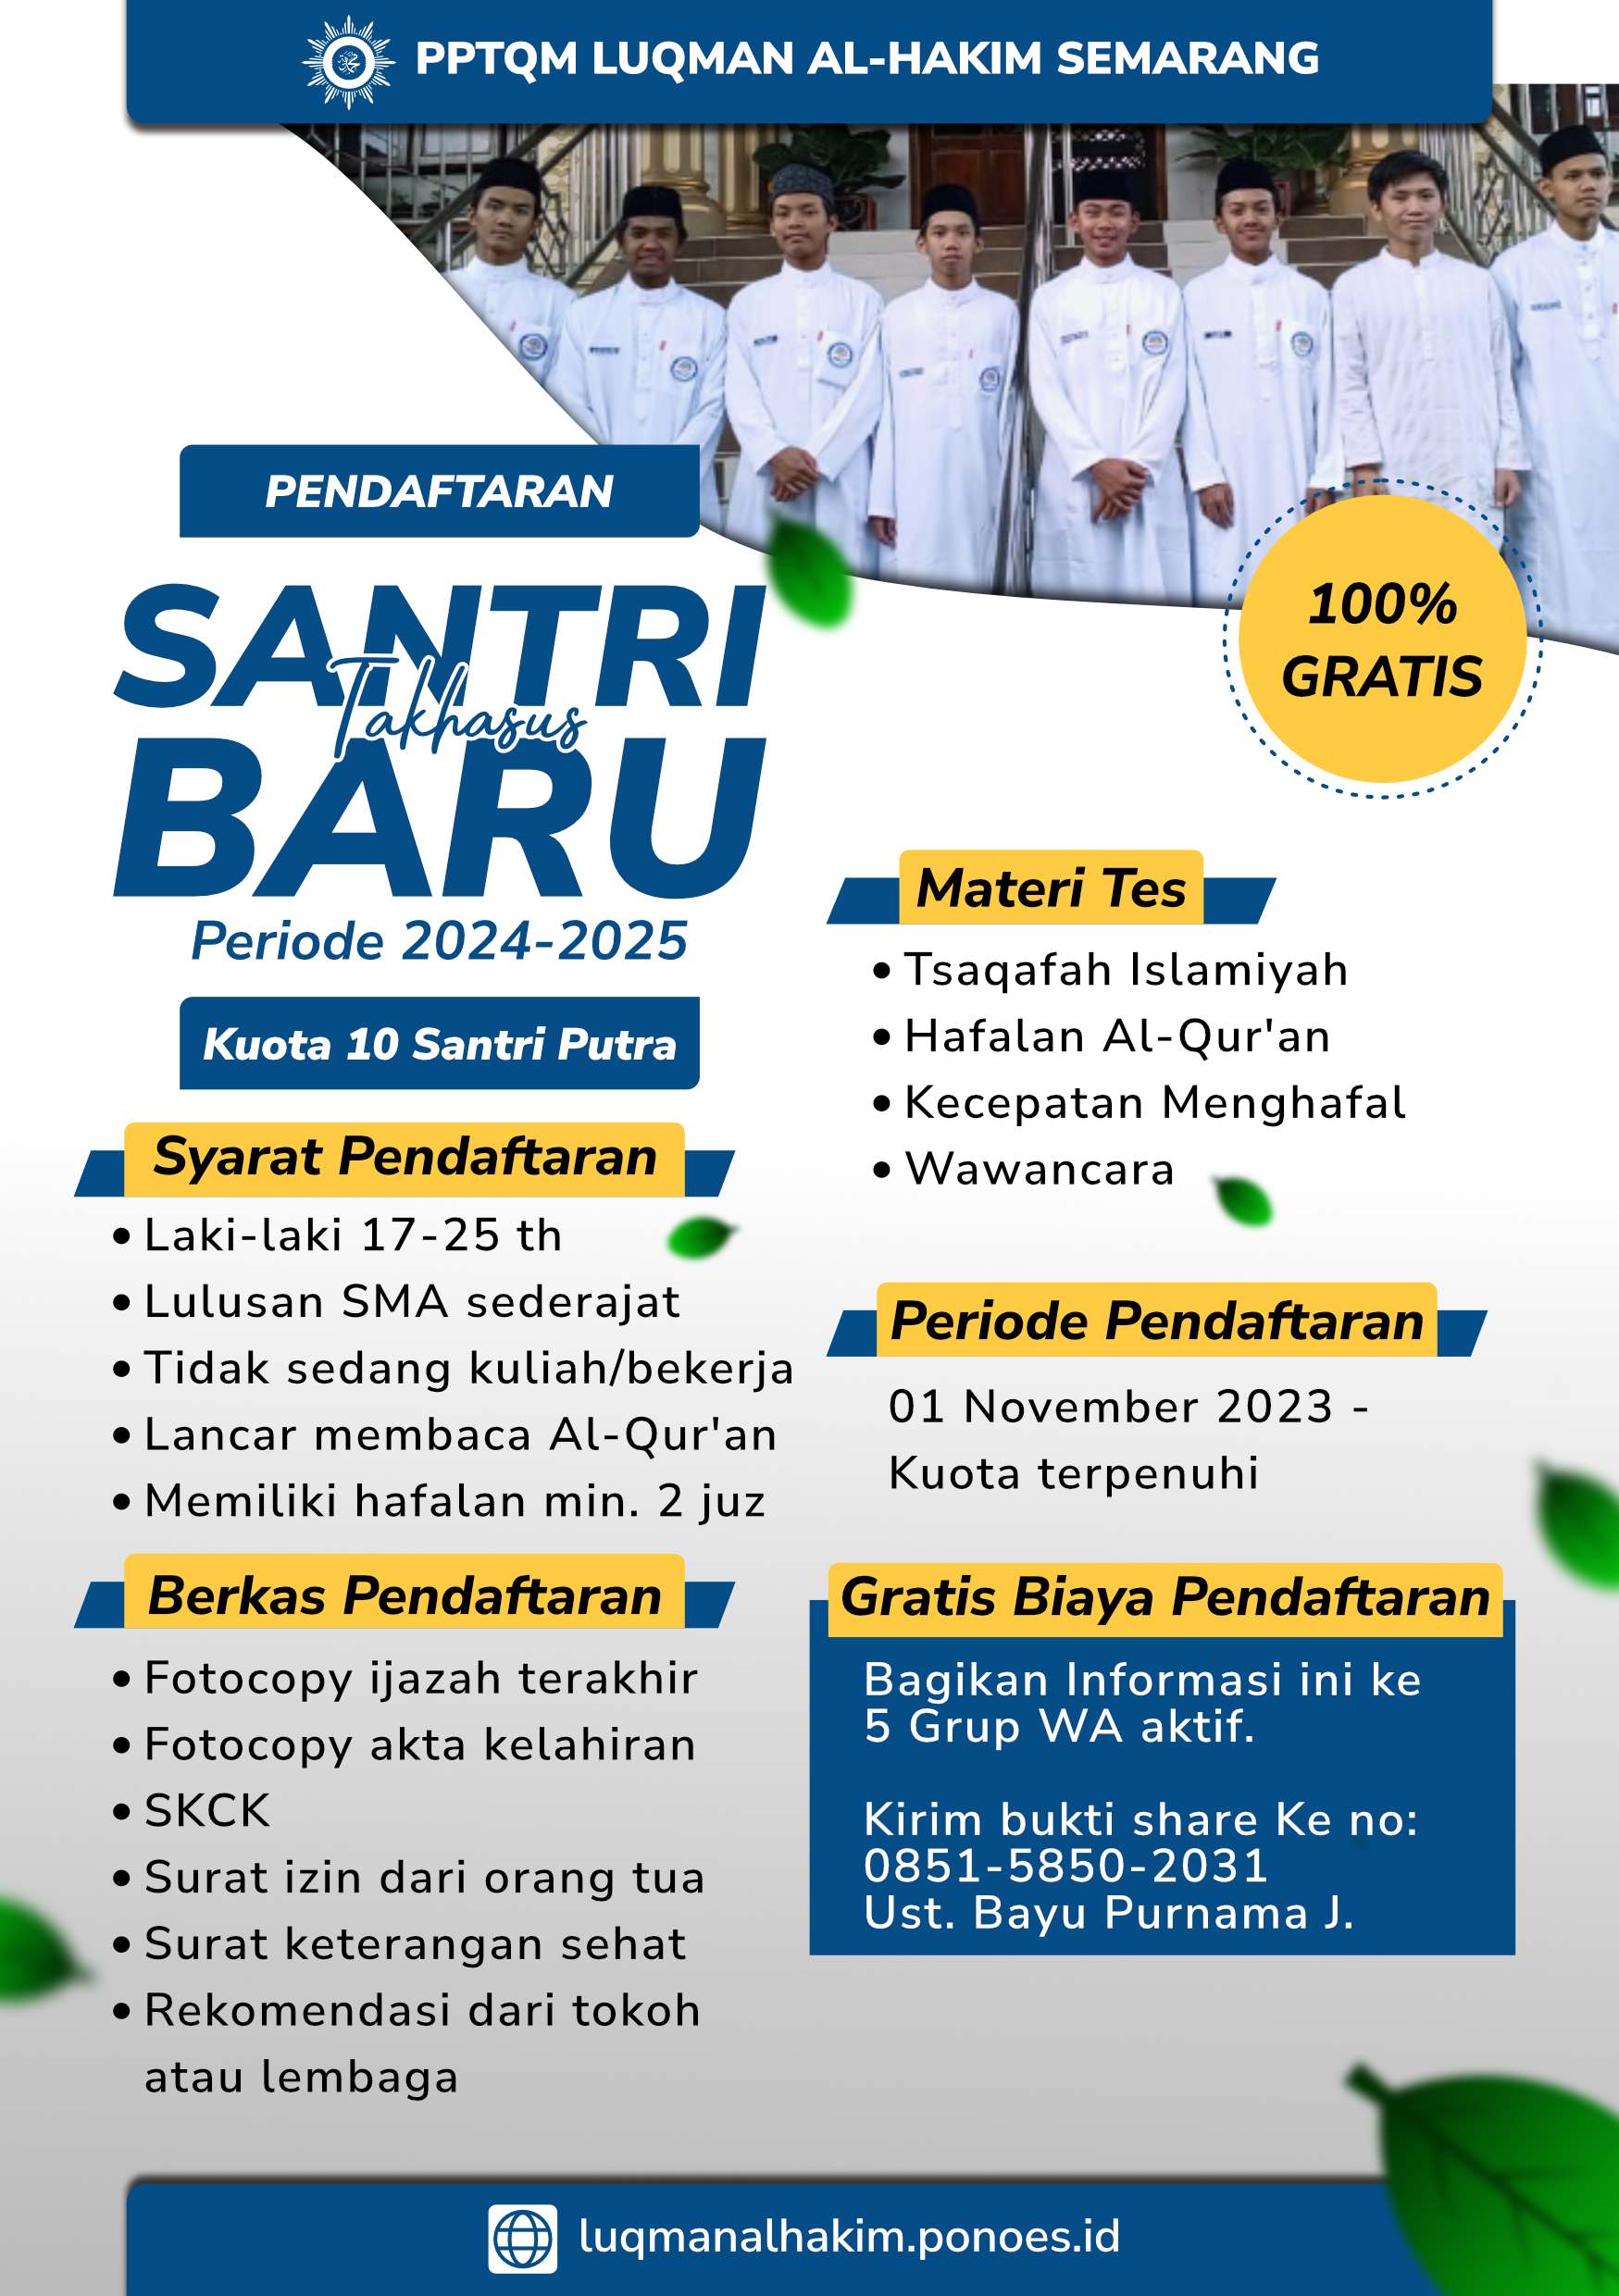 PPTQM LUQMAN AL-HAKIM SEMARANG
PENDAFTARAN
SANTRI
Takhasus
BARU
Periode 2024-2025
Kuota 10 Santri Putra
100%
GRATIS
Syarat Pendaftaran
• Laki-laki 17-25 th
• Lulusan SMA sederajat
• Tidak sedang kuliah/bekerja
• Lancar membaca Al-Qur'an
• Memiliki hafalan min. 2 juz
Berkas Pendaftaran
• Fotocopy ijazah terakhir
• Fotocopy akta kelahiran
• SKCK
• Surat izin dari orang tua
• Surat keterangan sehat
• Rekomendasi dari tokoh
atau lembaga
Materi Tes
• Tsaqafah Islamiyah
• Hafalan Al-Qur'an
• Kecepatan Menghafal
• Wawancara
Periode Pendaftaran
01 November 2023 -
Kuota terpenuhi
Gratis Biaya Pendaftaran
Bagikan Informasi ini ke
5 Grup WA aktif.
Kirim bukti share Ke no:
0851-5850-2031
Ust. Bayu Purnama J.
luqmanalhakim.ponoes.id